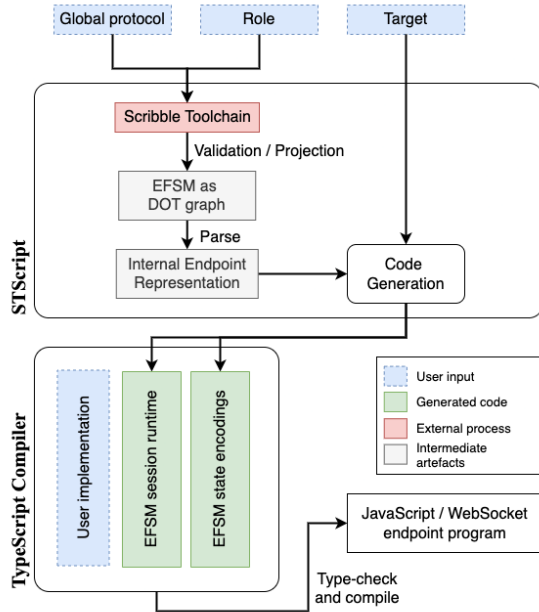 Global protocol
Role
Target
Scribble Toolchain
Validation / Projection
EFSM as
DOT graph
Parse
Internal Endpoint
Representation
Code
Generation
STScript
TypeScript Compiler
User implementation
EFSM session runtime
EFSM state encodings
User input
Generated code
External process
Intermediate
artefacts
JavaScript / WebSocket
endpoint program
Type-check
and compile